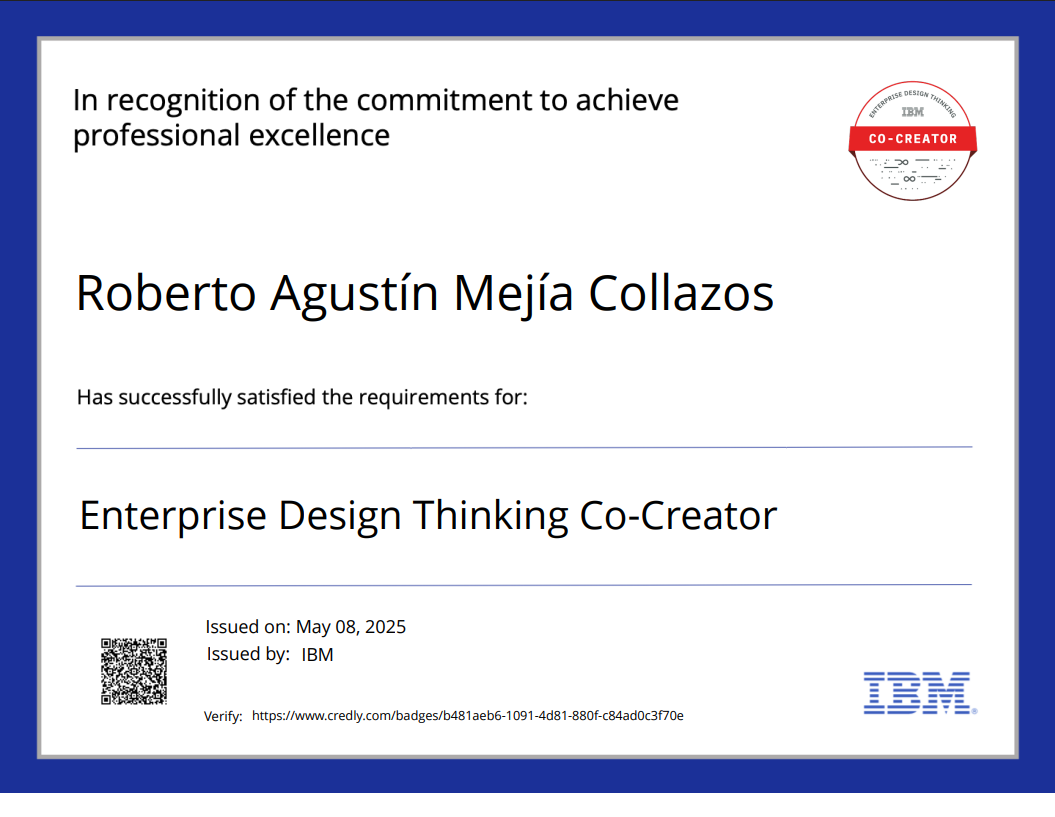 In recognition of the commitment to achieve
professional excellence
ENTERPRISE DESIGN THINKING
IBM
CO-CREATOR
Roberto Agustín Mejía Collazos
Has successfully satisfied the requirements for:
Enterprise Design Thinking Co-Creator
Issued on: May 08, 2025
Issued by: IBM
Verify: https://www.credly.com/badges/b481aeb6-1091-4d81-880f-c84ad0c3f70e
IBM®